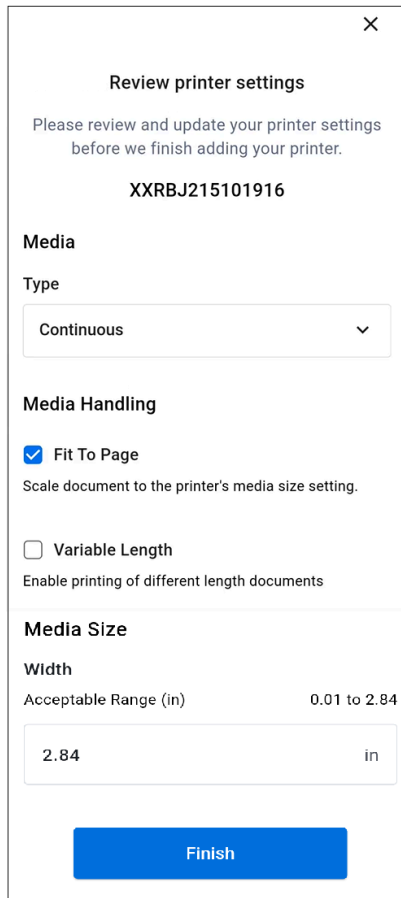 Review printer settings
Please review and update your printer settings
before we finish adding your printer.
XXRBJ215101916
Media
Type
Continuous
Media Handling
Fit To Page
Scale document to the printer's media size setting.
Variable Length
Enable printing of different length documents
Media Size
Width
Acceptable Range (in) 0.01 to 2.84
2.84 in
Finish